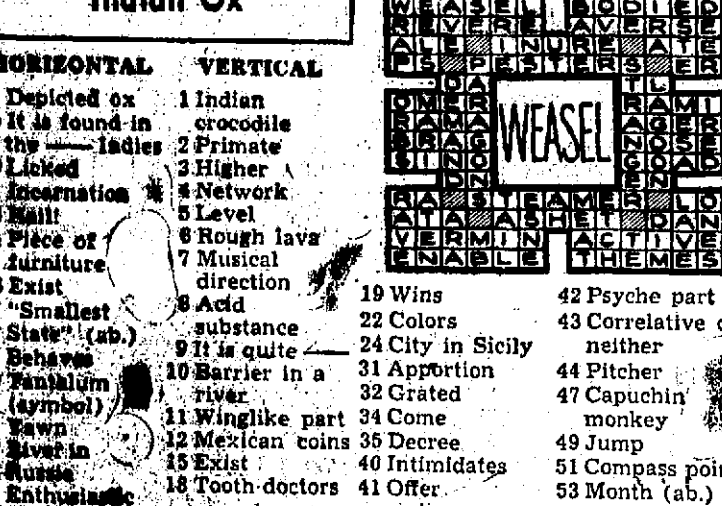 Indian Ox
HORIZONTAL
Depicted ox
It is found in
the —— ladies
Licked
Incarnation
Hail!
Piece of
furniture
Exist
"Smallest
State" (ab.)
Behaves
Tantalum
(symbol)
Yawn
River in
Russia
Enthusiastic
VERTICAL
1 Indian
crocodile
2 Primate
3 Higher
4 Network
5 Level
6 Rough lava
7 Musical
direction
8 Acid
substance
9 It is quite ——
10 Barrier in a
river
11 Winglike part
12 Mexican coins
15 Exist
18 Tooth doctors
WEASEL BODIED
REVERE AVERSE
ALE INURE ATE
PS PESTERS ER
GA TL
OMER RAMI
RAMA AGER
BRAG NOSE
SINO GOAD
DN EN
WEASEL
RA STEAMER LO
ATA ASHET DAN
VERMIN ACTIVE
ENABLE THEMES
19 Wins
22 Colors
24 City in Sicily
31 Apportion
32 Grated
34 Come
35 Decree
40 Intimidates
41 Offer
42 Psyche part
43 Correlative
neither
44 Pitcher
47 Capuchin
monkey
49 Jump
51 Compass poin
53 Month (ab.)